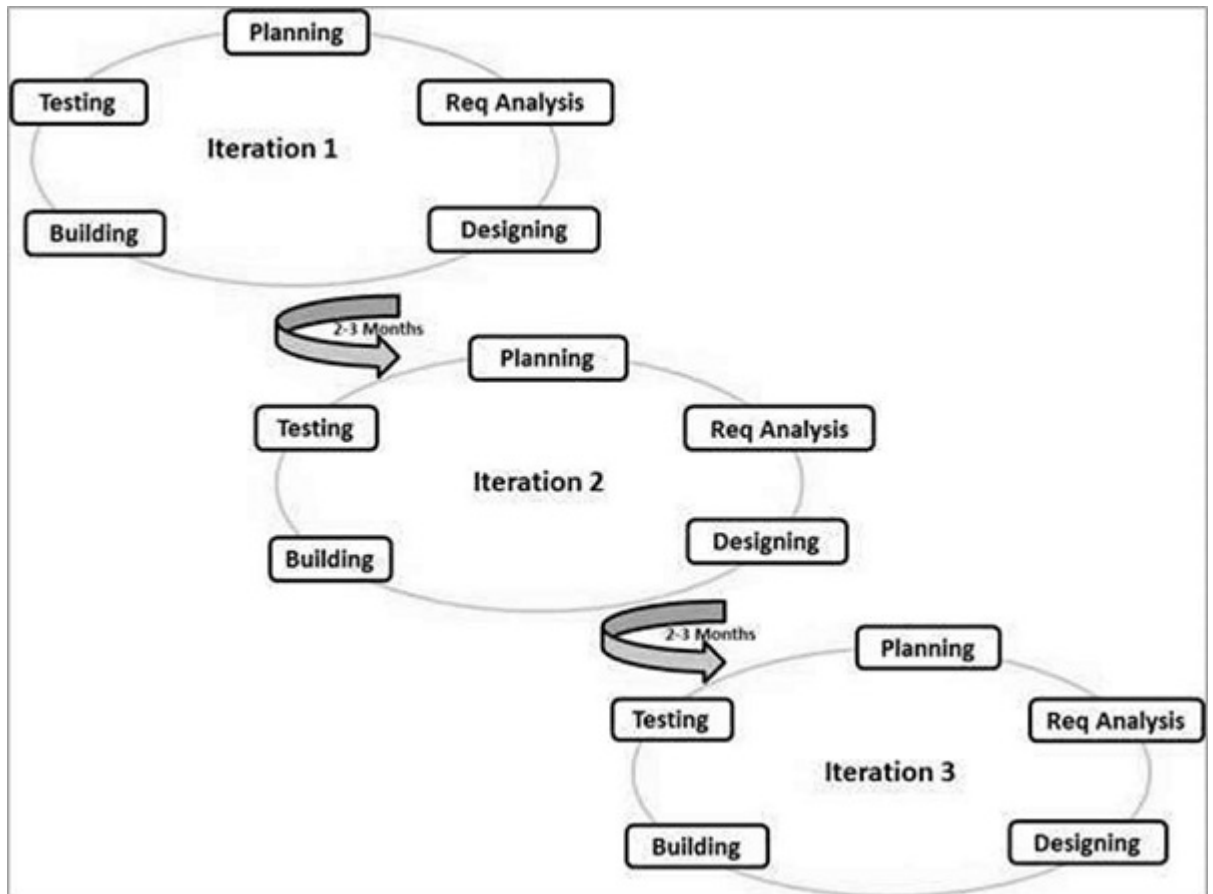 Planning
Testing
Req Analysis
Iteration 1
Building
Designing
2-3 Months
Planning
Testing
Req Analysis
Iteration 2
Building
Designing
2-3 Months
Planning
Testing
Req Analysis
Iteration 3
Building
Designing